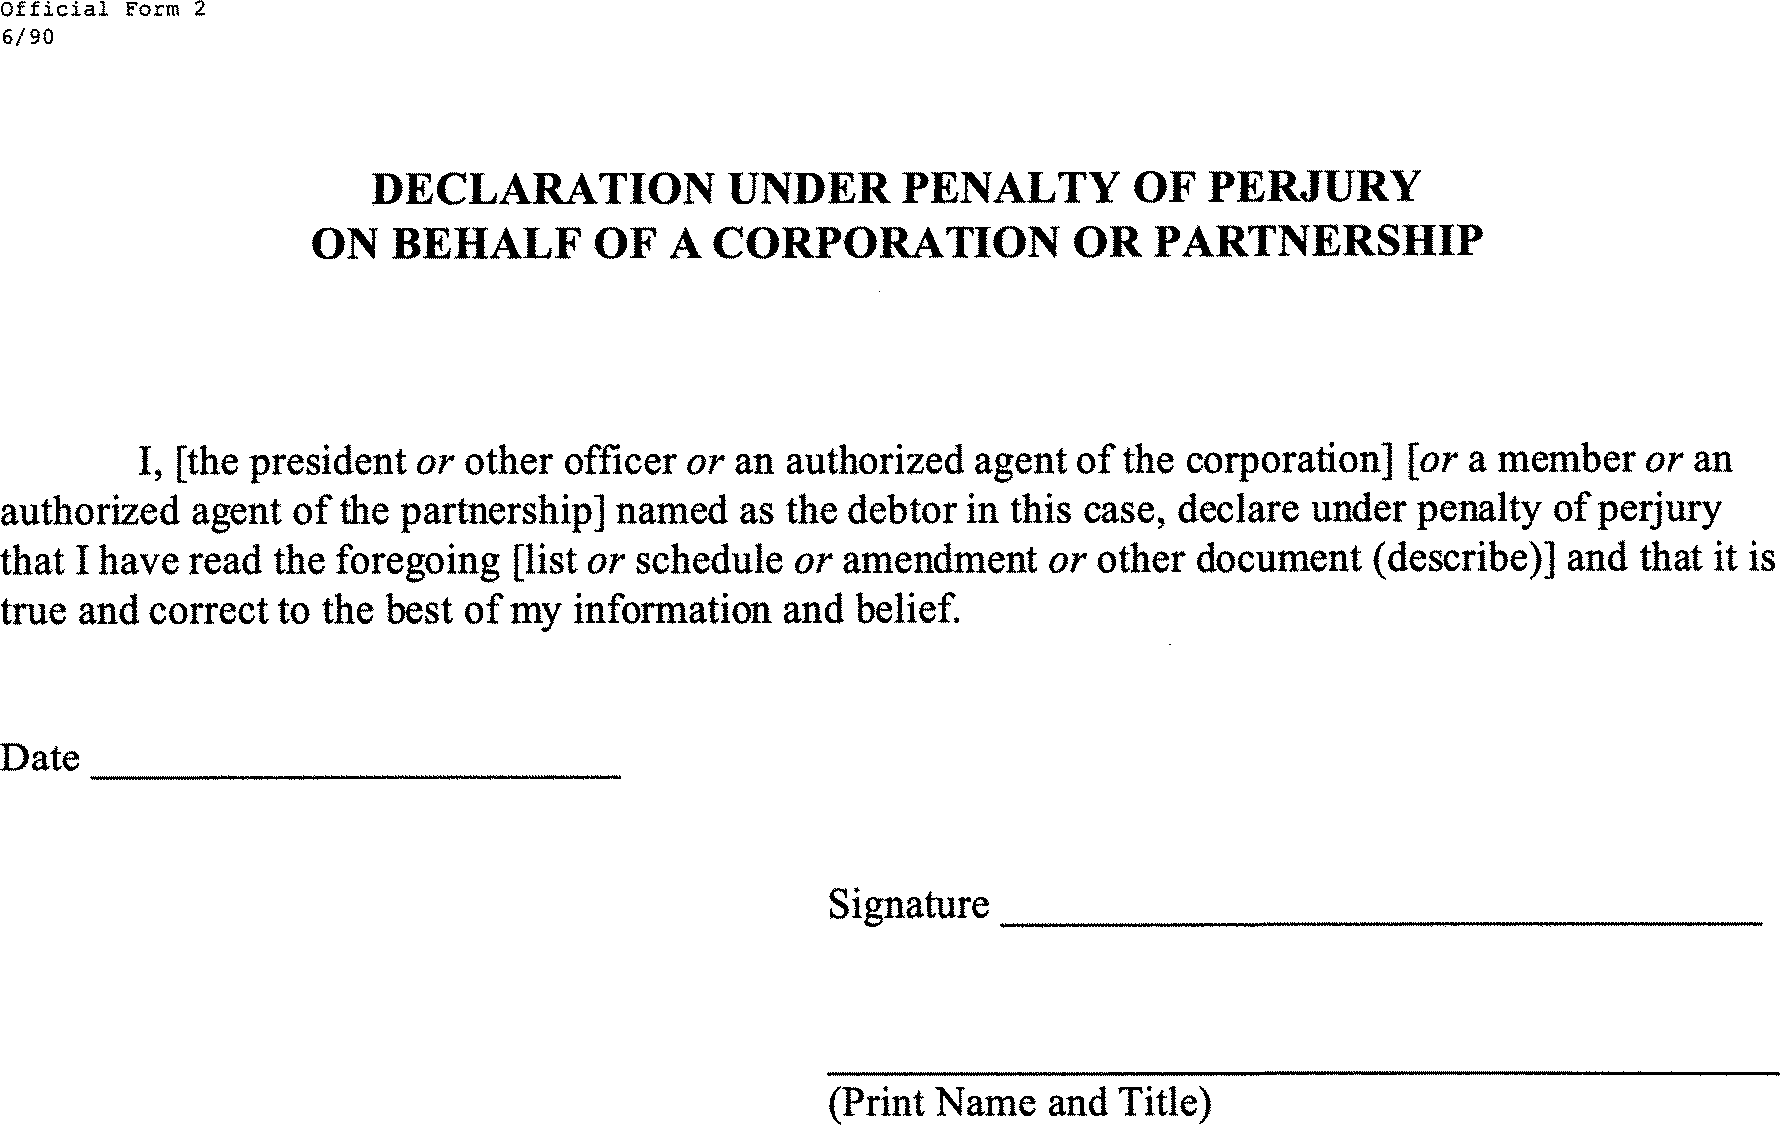 Official Form 2
6/90
DECLARATION UNDER PENALTY OF PERJURY
ON BEHALF OF A CORPORATION OR PARTNERSHIP
I, [the president or other officer or an authorized agent of the corporation] [or a member or an
authorized agent of the partnership] named as the debtor in this case, declare under penalty of perjury
that I have read the foregoing [list or schedule or amendment or other document (describe)] and that it is
true and correct to the best of my information and belief.
Date
Signature
(Print Name and Title)